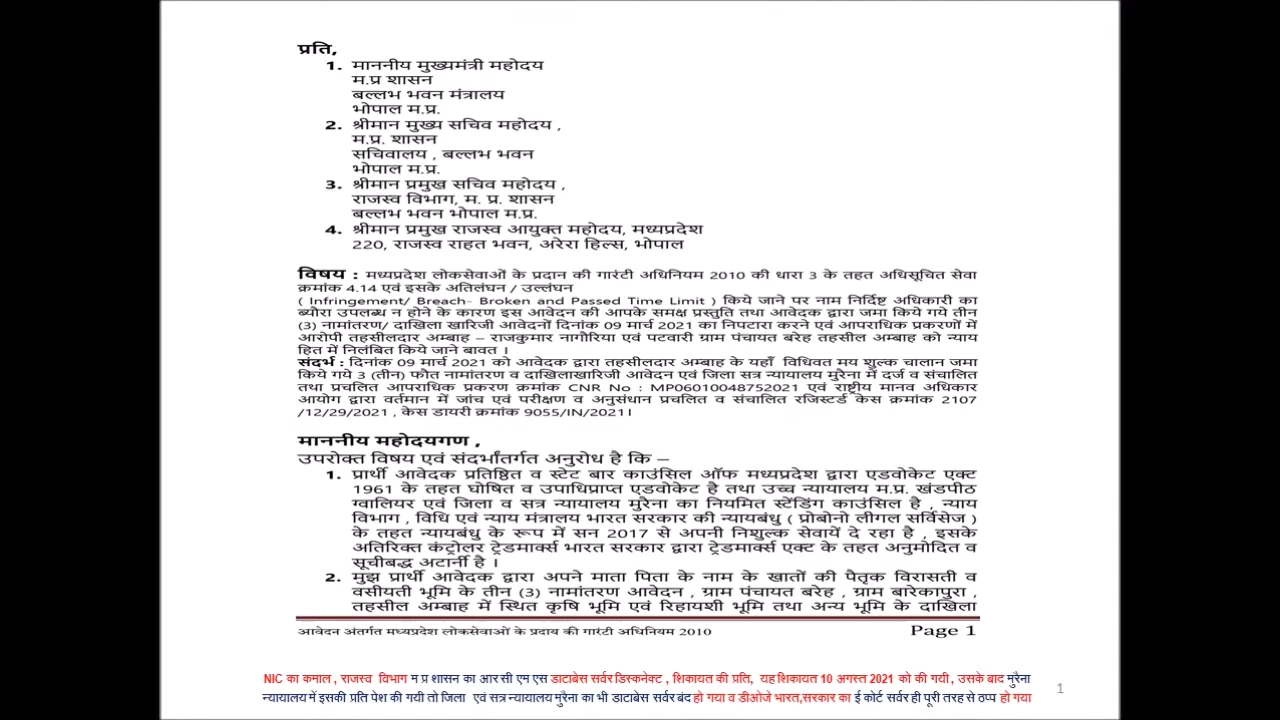 प्रति,
1. माननीय मुख्यमंत्री महोदय
म.प्र शासन
बल्लभ भवन मंत्रालय
भोपाल म.प्र.
2. श्रीमान मुख्य सचिव महोदय ,
म.प्र. शासन
सचिवालय , बल्लभ भवन
भोपाल म.प्र.
3. श्रीमान प्रमुख सचिव महोदय ,
राजस्व विभाग, म. प्र. शासन
बल्लभ भवन भोपाल म.प्र.
4. श्रीमान प्रमुख राजस्व आयुक्त महोदय, मध्यप्रदेश
220, राजस्व राहत भवन, अरेरा हिल्स, भोपाल
विषय : मध्यप्रदेश लोकसेवाओं के प्रदान की गारंटी अधिनियम 2010 की धारा 3 के तहत अधिसूचित सेवा
क्रमांक 4.14 एवं इसके अतिलंघन / उल्लंघन
( Infringement/ Breach- Broken and Passed Time Limit ) किये जाने पर नाम निर्दिष्ट अधिकारी का
ब्योरा उपलब्ध न होने के कारण इस आवेदन की आपके समक्ष प्रस्तुति तथा आवेदक द्वारा जमा किये गये तीन
(3) नामांतरण/ दाखिला खारिजी आवेदनों दिनांक 09 मार्च 2021 का निपटारा करने एवं आपराधिक प्रकरणों में
आरोपी तहसीलदार अम्बाह – राजकुमार नागौरिया एवं पटवारी ग्राम पंचायत बरेह तहसील अम्बाह को न्याय
हित में निलंबित किये जाने बावत ।
संदर्भ : दिनांक 09 मार्च 2021 को आवेदक द्वारा तहसीलदार अम्बाह के यहाँ विधिवत मय शुल्क चालान जमा
किये गये 3 (तीन) फौत नामांतरण व दाखिलाखारिजी आवेदन एवं जिला सत्र न्यायालय मुरैना में दर्ज व संचालित
तथा प्रचलित आपराधिक प्रकरण क्रमांक CNR No : MP06010048752021 एवं राष्ट्रीय मानव अधिकार
आयोग द्वारा वर्तमान में जांच एवं परीक्षण व अनुसंधान प्रचलित व संचालित रजिस्टर्ड केस क्रमांक 2107
/12/29/2021 , केस डायरी क्रमांक 9055/IN/2021।
माननीय महोदयगण ,
उपरोक्त विषय एवं संदर्भांतर्गत अनुरोध है कि –
1. प्रार्थी आवेदक प्रतिष्ठित व स्टेट बार काउंसिल ऑफ मध्यप्रदेश द्वारा एडवोकेट एक्ट
1961 के तहत घोषित व उपाधिप्राप्त एडवोकेट है तथा उच्च न्यायालय म.प्र. खंडपीठ
ग्वालियर एवं जिला व सत्र न्यायालय मुरैना का नियमित स्टेंडिंग काउंसिल है , न्याय
विभाग , विधि एवं न्याय मंत्रालय भारत सरकार की न्यायबंधु ( प्रोबोनो लीगल सर्विसेज )
के तहत न्यायबंधु के रूप में सन 2017 से अपनी निशुल्क सेवायें दे रहा है , इसके
अतिरिक्त कंट्रोलर ट्रेडमार्क्स भारत सरकार द्वारा ट्रेडमार्क्स एक्ट के तहत अनुमोदित व
सूचीबद्ध अटार्नी है ।
2. मुझ प्रार्थी आवेदक द्वारा अपने माता पिता के नाम के खातों की पैतृक विरासती व
वसीयती भूमि के तीन (3) नामांतरण आवेदन , ग्राम पंचायत बरेह , ग्राम बारेकापुरा ,
तहसील अम्बाह में स्थित कृषि भूमि एवं रिहायशी भूमि तथा अन्य भूमि के दाखिला
आवेदन अंतर्गत मध्यप्रदेश लोकसेवाओं के प्रदाय की गारंटी अधिनियम 2010 Page 1
NIC का कमाल , राजस्व विभाग म प्र शासन का आर सी एम एस डाटाबेस सर्वर डिस्कनेक्ट , शिकायत की प्रति, यह शिकायत 10 अगस्त 2021 को की गयी , उसके बाद मुरैना
न्यायालय में इसकी प्रति पेश की गयी तो जिला एवं सत्र न्यायालय मुरैना का भी डाटाबेस सर्वर बंद हो गया व डीओजे भारत,सरकार का ई कोर्ट सर्वर ही पूरी तरह से ठप्प हो गया
1